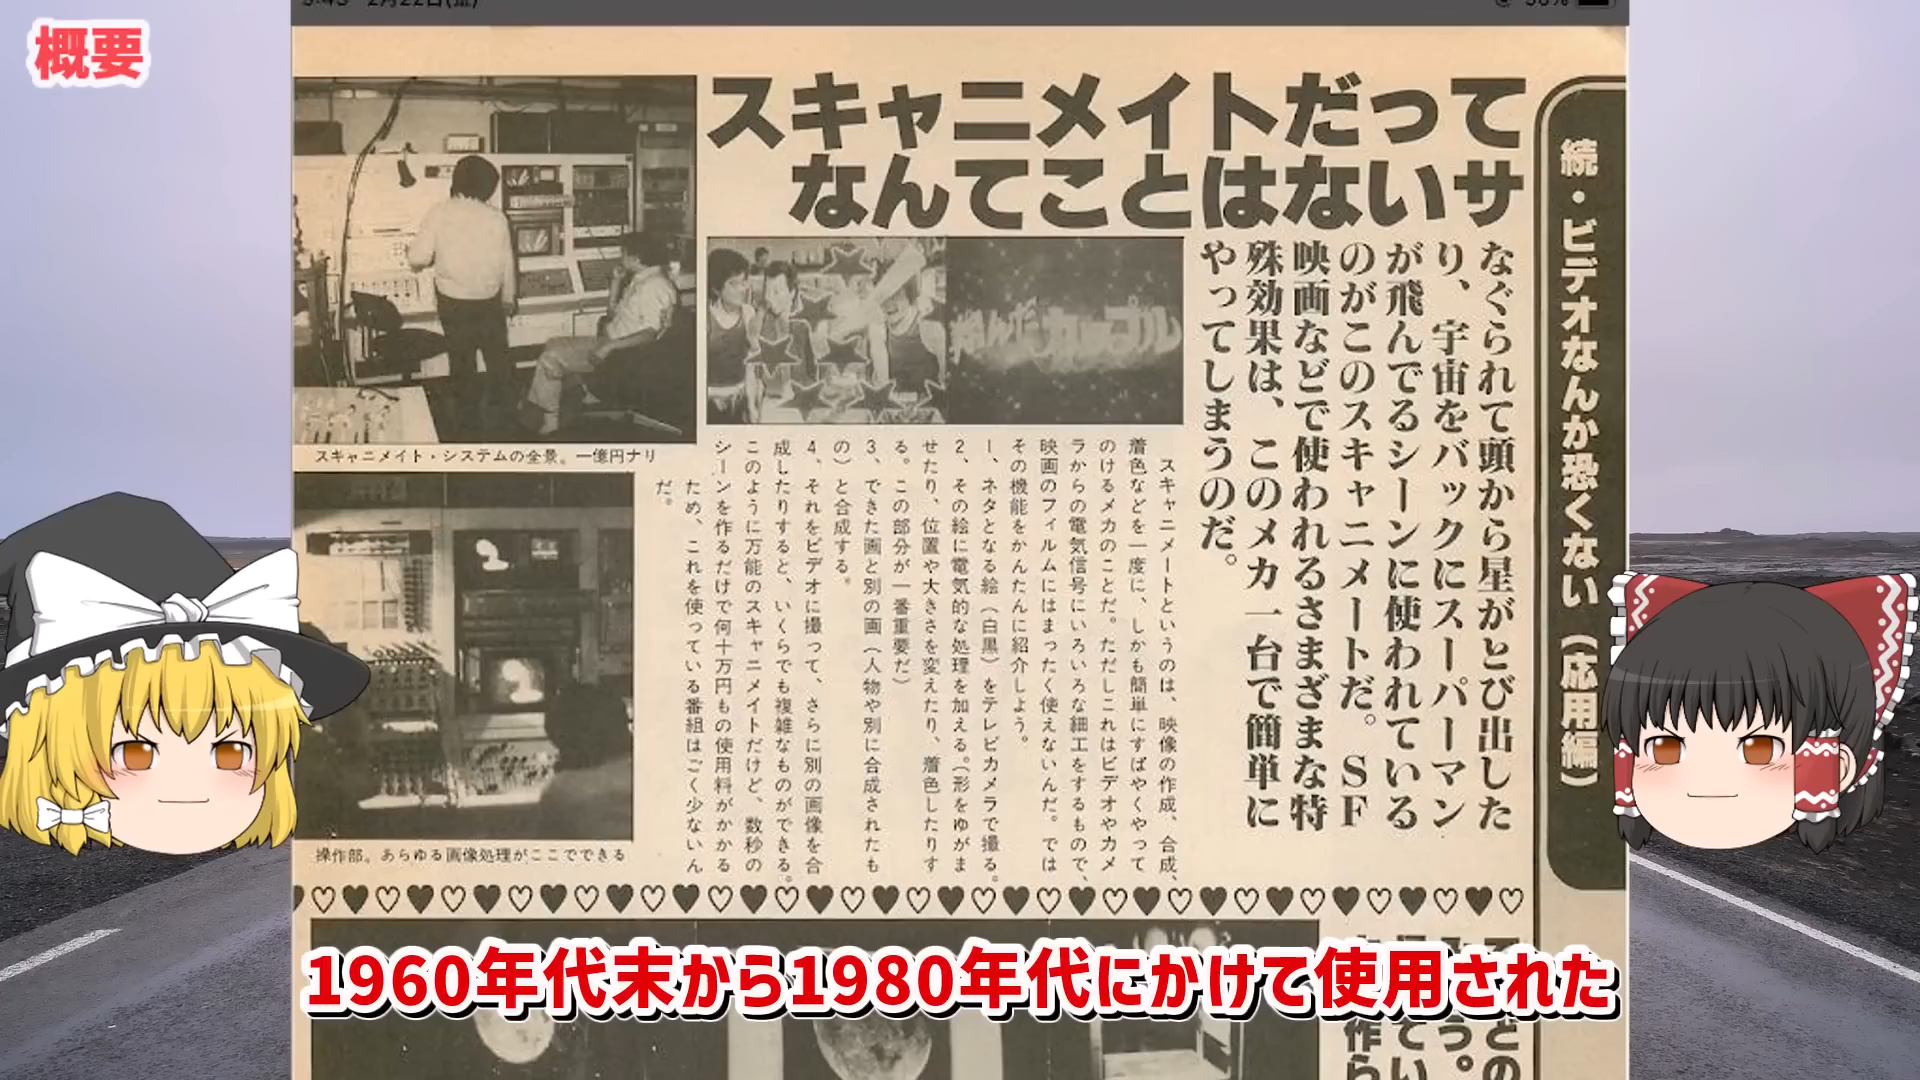 概要
スキャニメイトだって
なんてことはないサ
続・ビデオなんか恐くない（応用編）
なぐられて頭から星がとび出した
り、宇宙をバックにスーパーマン
が飛んでるシーンに使われている
のがこのスキャニメートだ。ＳＦ
映画などで使われるさまざまな特
殊効果は、このメカ一台で簡単に
やってしまうのだ。
スキャニメートというのは、映像の作成、合成、
着色などを一度に、しかも簡単にすばやくやって
のけるメカのことだ。ただしこれはビデオやカメ
ラからの電気信号にいろいろな細工をするもので、
映画のフィルムにはまったく使えないんだ。では
その機能をかんたんに紹介しよう。
1、ネタとなる絵（白黒）をテレビカメラで撮る。
2、その絵に電気的な処理を加える。（形をゆがま
せたり、位置や大きさを変えたり、着色したりす
る。この部分が一番重要だ）
3、できた画と別の画（人物や別に合成されたも
の）と合成する。
4、それをビデオに撮って、さらに別の画像を合
成したりすると、いくらでも複雑なものができる。
このように万能のスキャニメイトだけど、数秒の
シーンを作るだけで何十万円もの使用料がかかる
ため、これを使っている番組はごく少ないん
だ。
スキャニメイト・システムの全景。一億円ナリ
操作部。あらゆる画像処理がここでできる
1960年代末から1980年代にかけて使用された